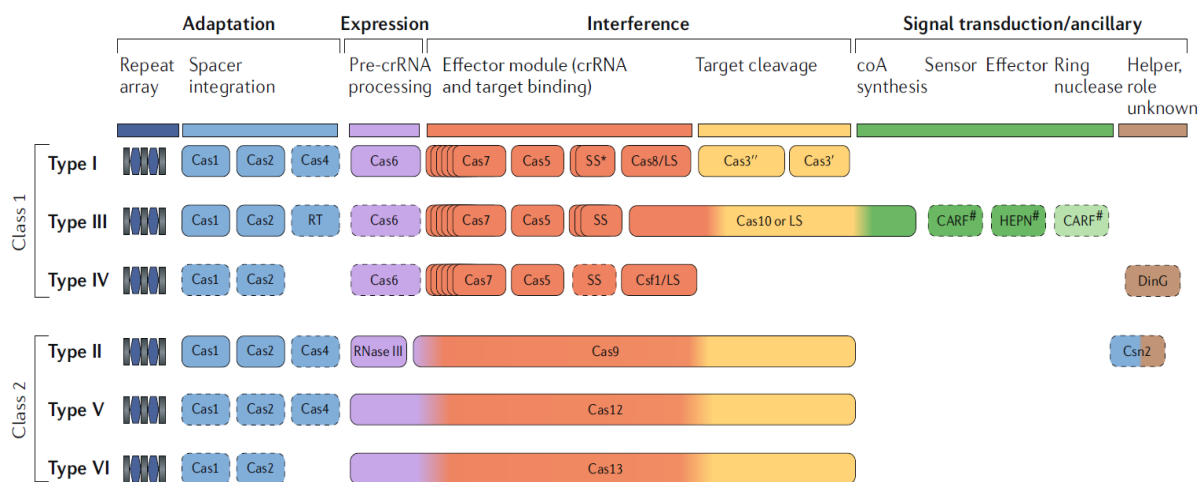 Adaptation Expression Interference Signal transduction/ancillary
Repeat Spacer Pre-crRNA Effector module (crRNA Target cleavage coA Sensor Effector Ring Helper,
array integration processing and target binding) synthesis nuclease role
unknown
Class 1
Type I Cas1 Cas2 Cas4 Cas6 Cas7 Cas5 SS* Cas8/LS Cas3′′ Cas3′
Type III Cas1 Cas2 RT Cas6 Cas7 Cas5 SS Cas10 or LS CARF# HEPN# CARF#
Type IV Cas1 Cas2 Cas6 Cas7 Cas5 SS Csf1/LS DinG
Class 2
Type II Cas1 Cas2 Cas4 RNase III Cas9 Csn2
Type V Cas1 Cas2 Cas4 Cas12
Type VI Cas1 Cas2 Cas13